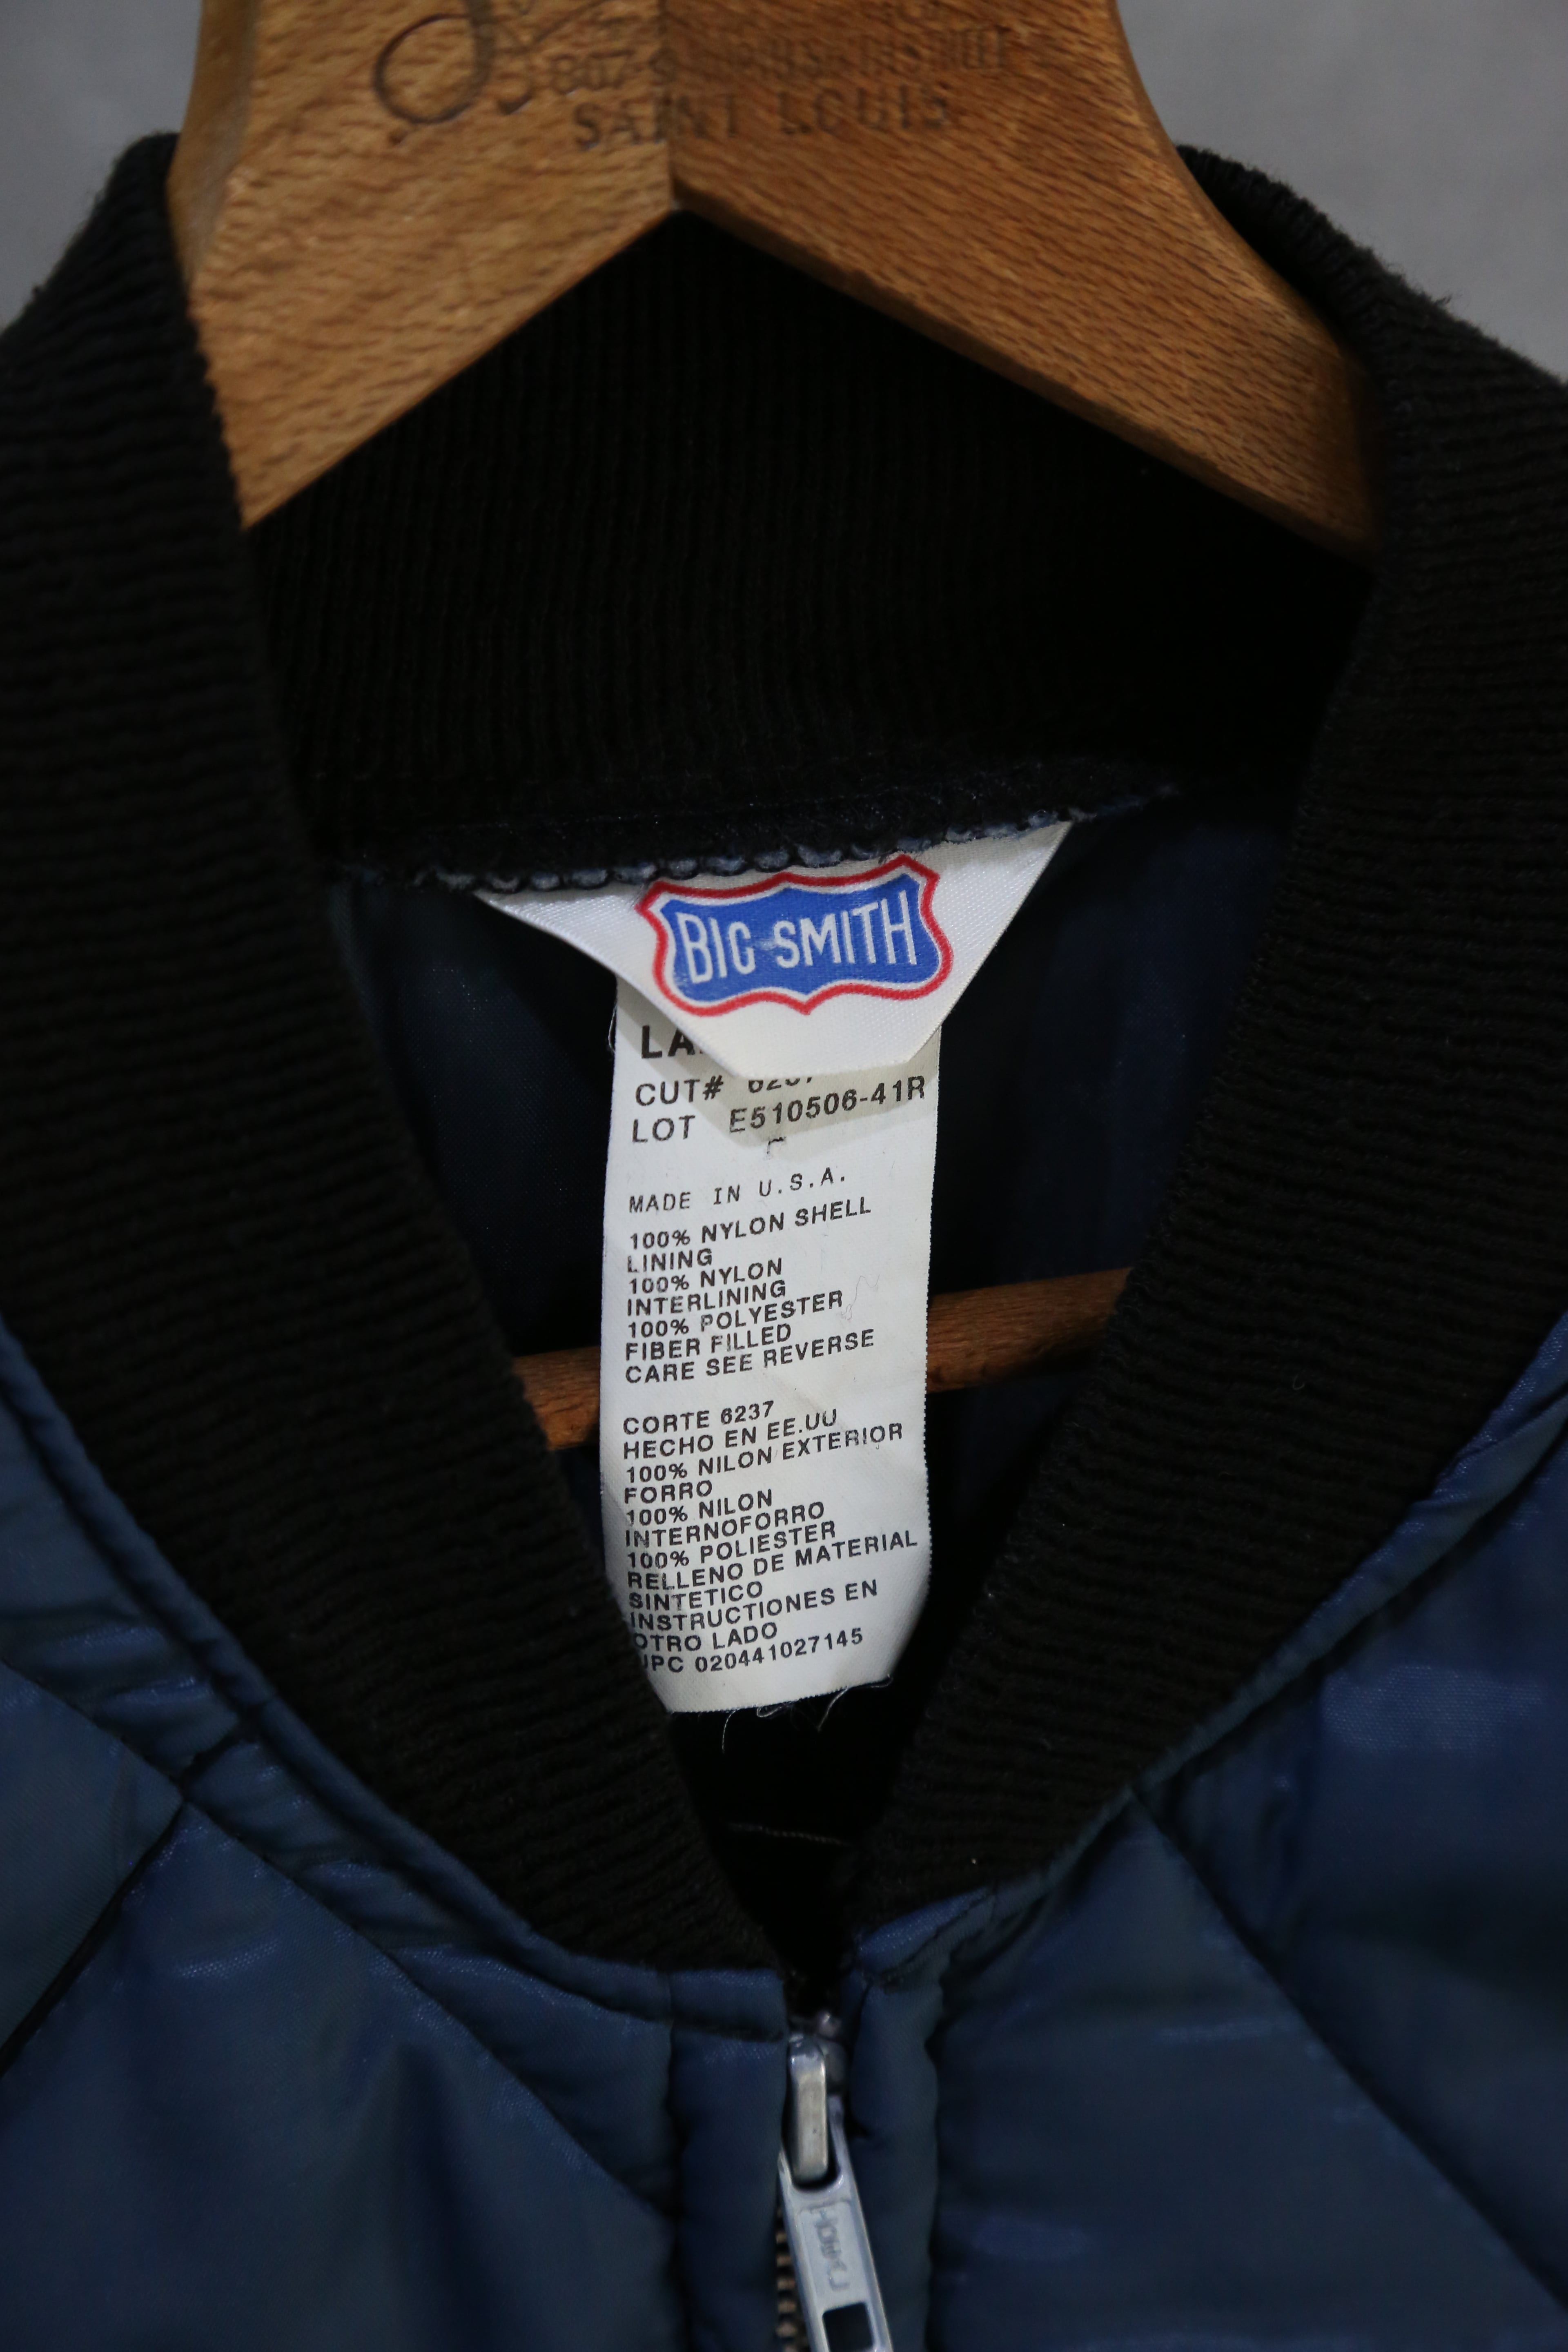 SAINT LOUIS
BIG SMITH
CUT#
LOT E510506-41R
MADE IN U.S.A.
100% NYLON SHELL
LINING
100% NYLON
INTERLINING
100% POLYESTER
FIBER FILLED
CARE SEE REVERSE
CORTE 6237
HECHO EN EE.UU
100% NILON EXTERIOR
FORRO
100% NILON
INTERNOFORRO
100% POLIESTER
RELLENO DE MATERIAL
SINTETICO
INSTRUCTIONES EN
OTRO LADO
UPC 020441027145